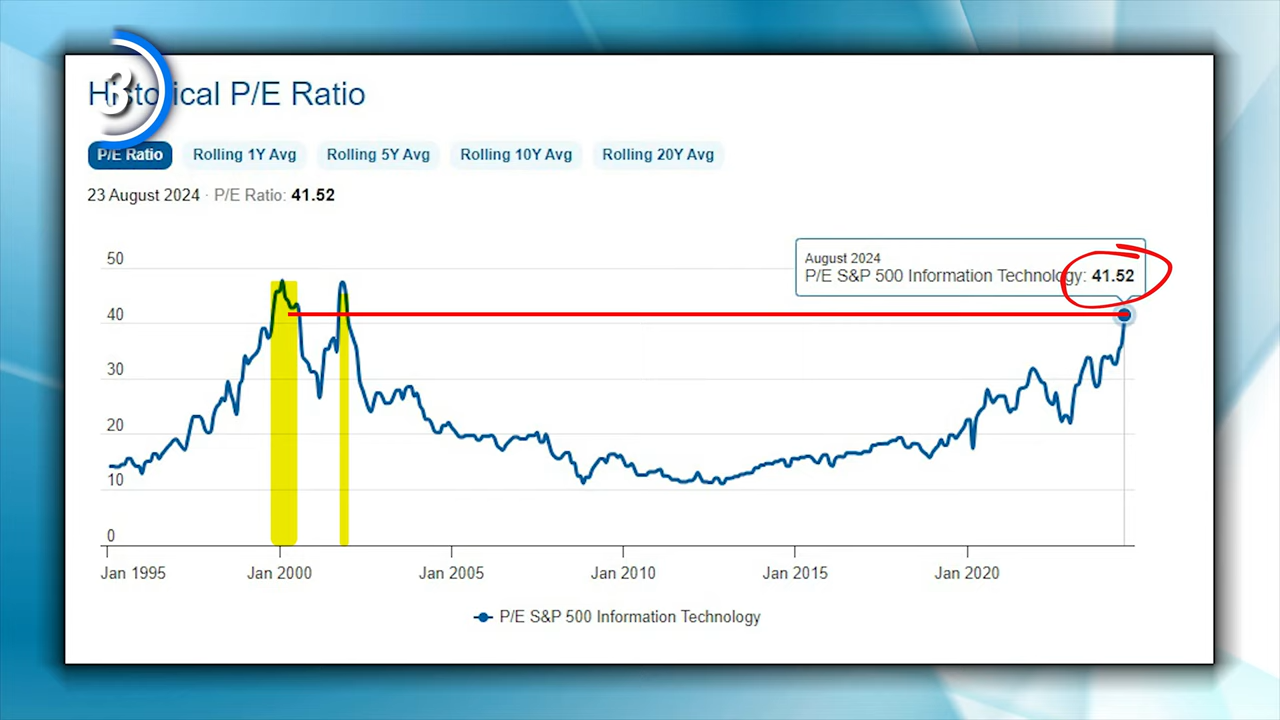 3
Historical P/E Ratio
P/E Ratio Rolling 1Y Avg Rolling 5Y Avg Rolling 10Y Avg Rolling 20Y Avg
23 August 2024 · P/E Ratio: 41.52
August 2024
P/E S&P 500 Information Technology: 41.52
50
40
30
20
10
0
Jan 1995 Jan 2000 Jan 2005 Jan 2010 Jan 2015 Jan 2020
P/E S&P 500 Information Technology